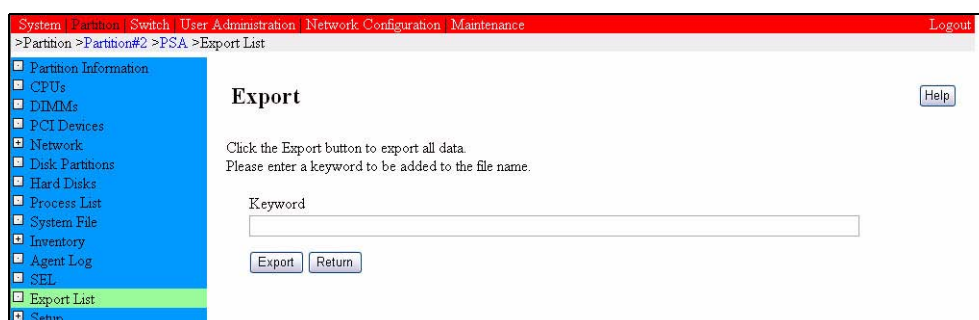 System | Partition | Switch | User Administration | Network Configuration | Maintenance Logout
>Partition >Partition#2 >PSA >Export List
Partition Information
CPUs
DIMMs
PCI Devices
Network
Disk Partitions
Hard Disks
Process List
System File
Inventory
Agent Log
SEL
Export List
Setup
Export
Help
Click the Export button to export all data.
Please enter a keyword to be added to the file name.
Keyword
Export Return